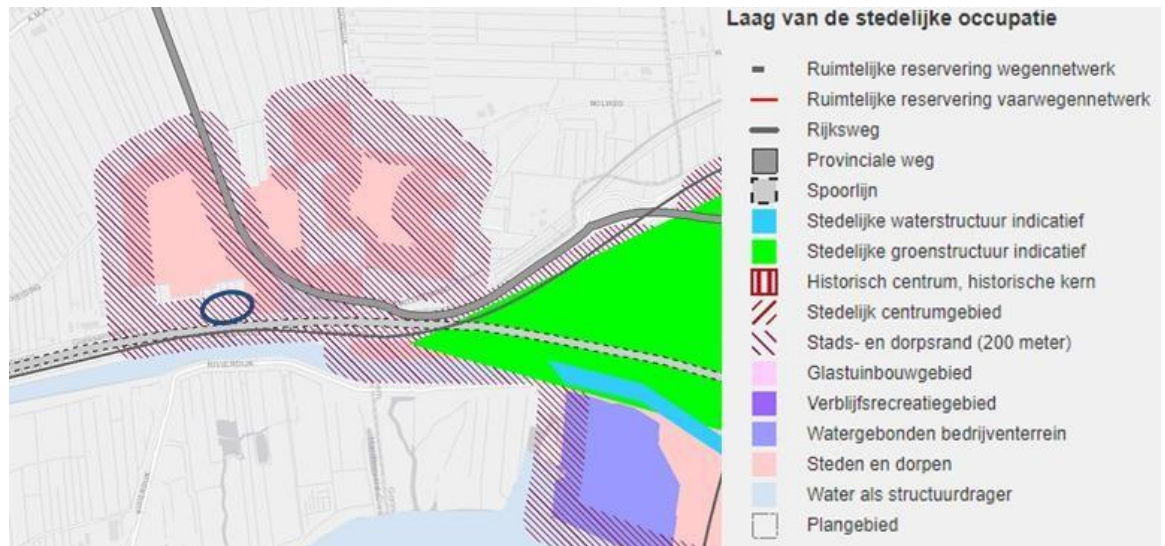 Laag van de stedelijke occupatie
Ruimtelijke reservering wegennetwerk
Ruimtelijke reservering vaarwegennetwerk
Rijksweg
Provinciale weg
Spoorlijn
Stedelijke waterstructuur indicatief
Stedelijke groenstructuur indicatief
Historisch centrum, historische kern
Stedelijk centrumgebied
Stads- en dorpsrand (200 meter)
Glastuinbouwgebied
Verblijfsrecreatiegebied
Watergebonden bedrijventerrein
Steden en dorpen
Water als structuurdrager
Plangebied
RIVIERDIJK